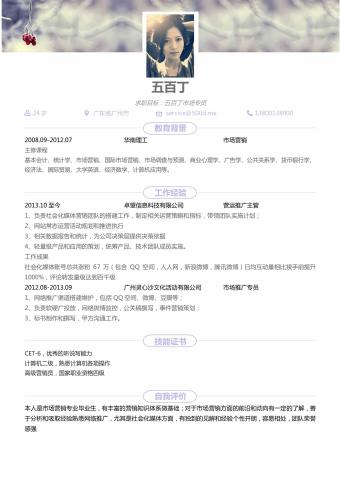 五百丁
求职目标：五百丁市场专员
24 岁 广东省广州市 service@500d.me 13800138000
教育背景
2008.09-2012.07 华南理工 市场营销
主修课程
基本会计、统计学、市场营销、国际市场营销、市场调查与预测、商业心理学、广告学、公共关系学、货币银行学、
经济法、国际贸易、大学英语、经济数学、计算机应用等。
工作经验
2013.10 至今 卓望信息科技有限公司 营运推广主管
1、负责社会化媒体营销团队的搭建工作，制定相关运营策略和指标，带领团队实施计划；
2、网站常态运营活动规划和推进执行
3、相关数据报告和统计，为公司决策层提供决策依据
4、轻量级产品和应用的策划，统筹产品、技术团队成员实施。
工作成果
社会化媒体账号总共涨粉 67 万（包含 QQ 空间，人人网，新浪微博，腾讯微博）日均互动量相比接手前提升
1000%，评论转发量级达到百千级
2012.08-2013.09 广州灵心沙文化活动有限公司 市场推广专员
1、网络推广渠道搭建维护，包括 QQ 空间、微博、豆瓣等；
2、负责软硬广投放，网络舆情监控，公关稿撰写，事件营销策划；
3、标书制作和撰写，甲方沟通工作。
技能证书
CET-6，优秀的听说写能力
计算机二级，熟悉计算机各项操作
高级营销员，国家职业资格四级
自我评价
本人是市场营销专业毕业生，有丰富的营销知识体系做基础；对于市场营销方面的前沿和动向有一定的了解，善
于分析和吸取经验熟悉网络推广，尤其是社会化媒体方面，有独到的见解和经验个性开朗，容易相处，团队荣誉
感强